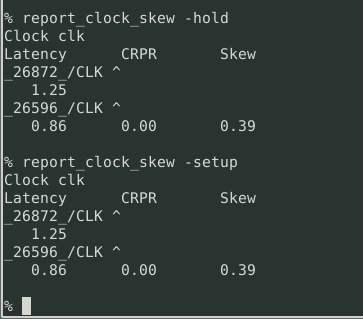 % report_clock_skew -hold
Clock clk
Latency      CRPR       Skew
_26872_/CLK ^
   1.25
_26596_/CLK ^
   0.86      0.00       0.39

% report_clock_skew -setup
Clock clk
Latency      CRPR       Skew
_26872_/CLK ^
   1.25
_26596_/CLK ^
   0.86      0.00       0.39

%